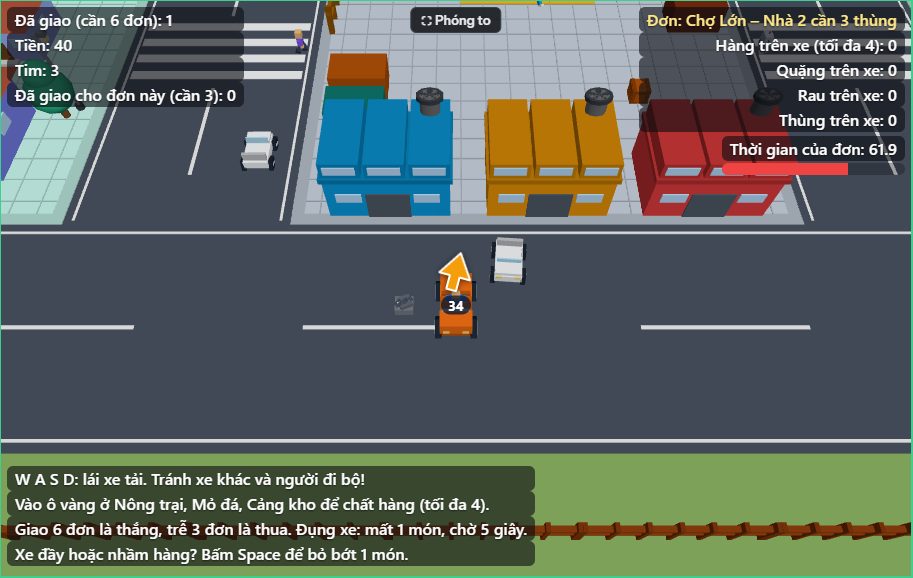 Đã giao (cần 6 đơn): 1
Tiền: 40
Tim: 3
Đã giao cho đơn này (cần 3): 0
Phóng to
Đơn: Chợ Lớn – Nhà 2 cần 3 thùng
Hàng trên xe (tối đa 4): 0
Quặng trên xe: 0
Rau trên xe: 0
Thùng trên xe: 0
Thời gian của đơn: 61.9
34
W A S D: lái xe tải. Tránh xe khác và người đi bộ!
Vào ô vàng ở Nông trại, Mỏ đá, Cảng kho để chất hàng (tối đa 4).
Giao 6 đơn là thắng, trễ 3 đơn là thua. Đụng xe: mất 1 món, chờ 5 giây.
Xe đầy hoặc nhầm hàng? Bấm Space để bỏ bớt 1 món.